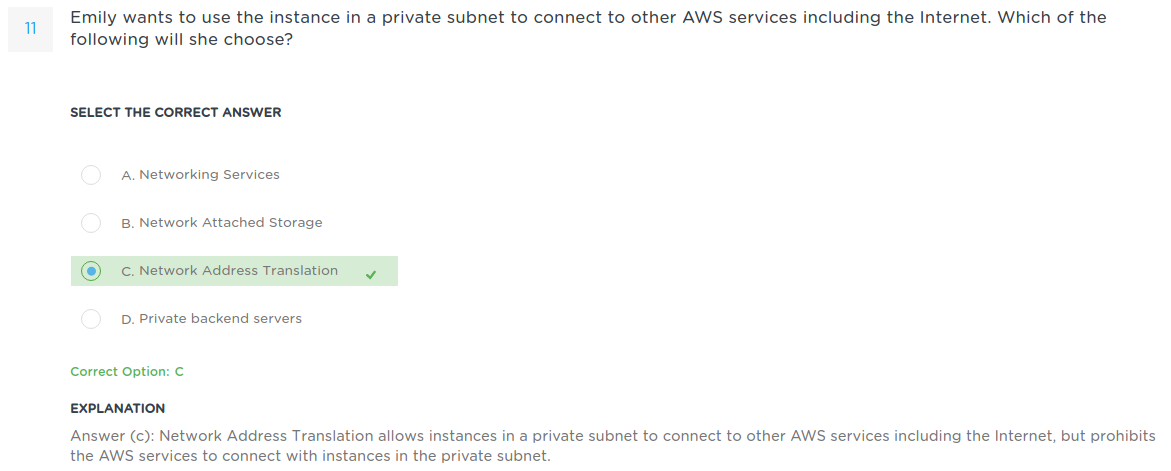 11
Emily wants to use the instance in a private subnet to connect to other AWS services including the Internet. Which of the
following will she choose?
SELECT THE CORRECT ANSWER
A. Networking Services
B. Network Attached Storage
C. Network Address Translation
D. Private backend servers
Correct Option: C
EXPLANATION
Answer (c): Network Address Translation allows instances in a private subnet to connect to other AWS services including the Internet, but prohibits
the AWS services to connect with instances in the private subnet.